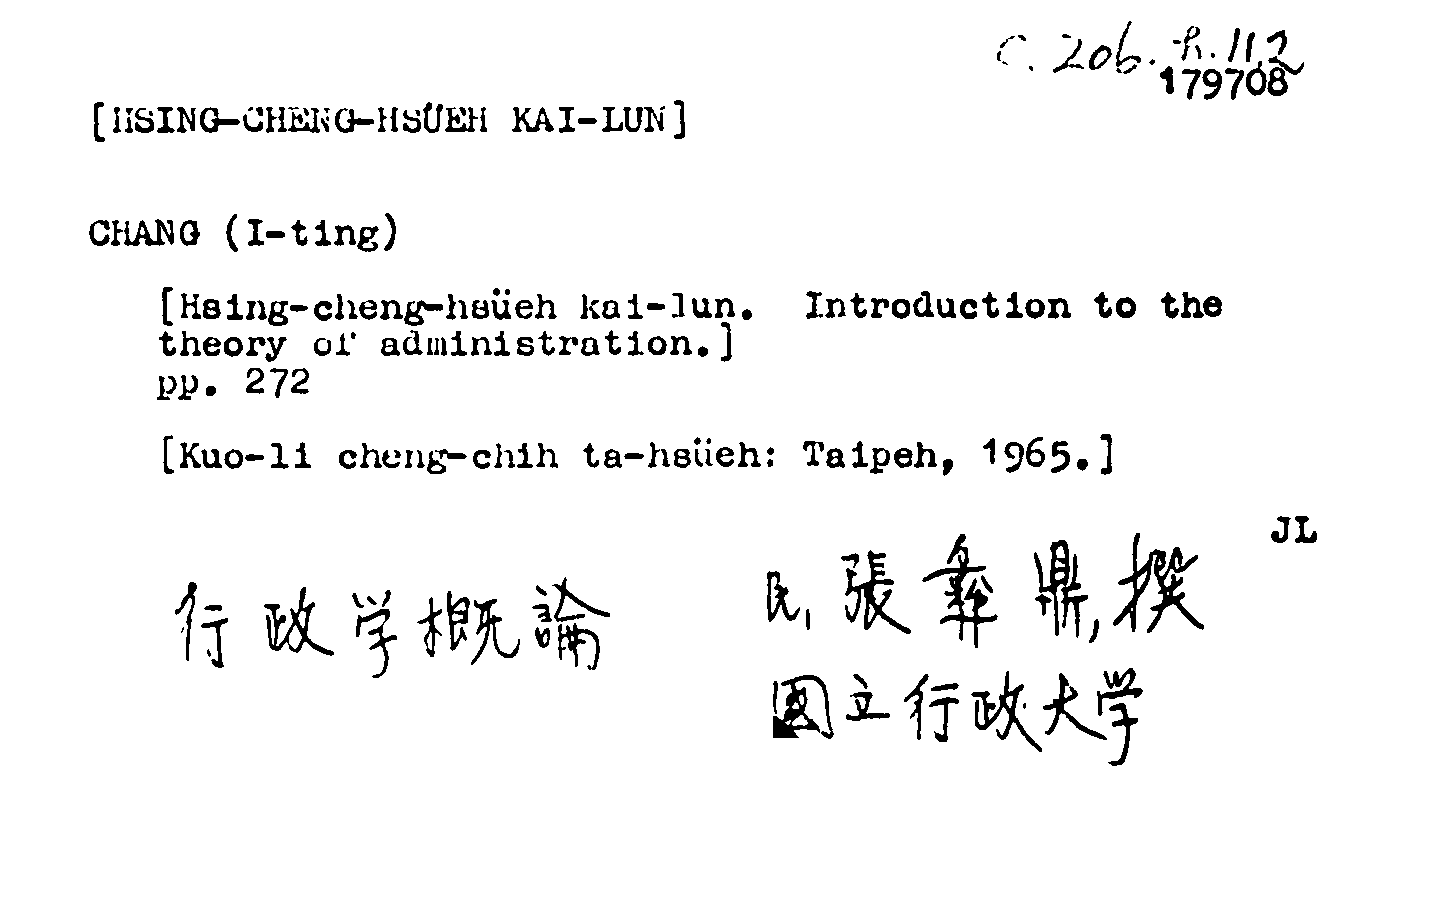 C. 206. h. 112
179708
[HSING-CHENG-HSÜEH KAI-LUN]
CHANG (I-ting)
[Hsing-cheng-hsüeh kai-lun. Introduction to the
theory of administration.]
pp. 272
[Kuo-li cheng-chih ta-hsüeh: Taipeh, 1965.]
JL
行政学概論
民, 張彝鼎, 撰
國立行政大学